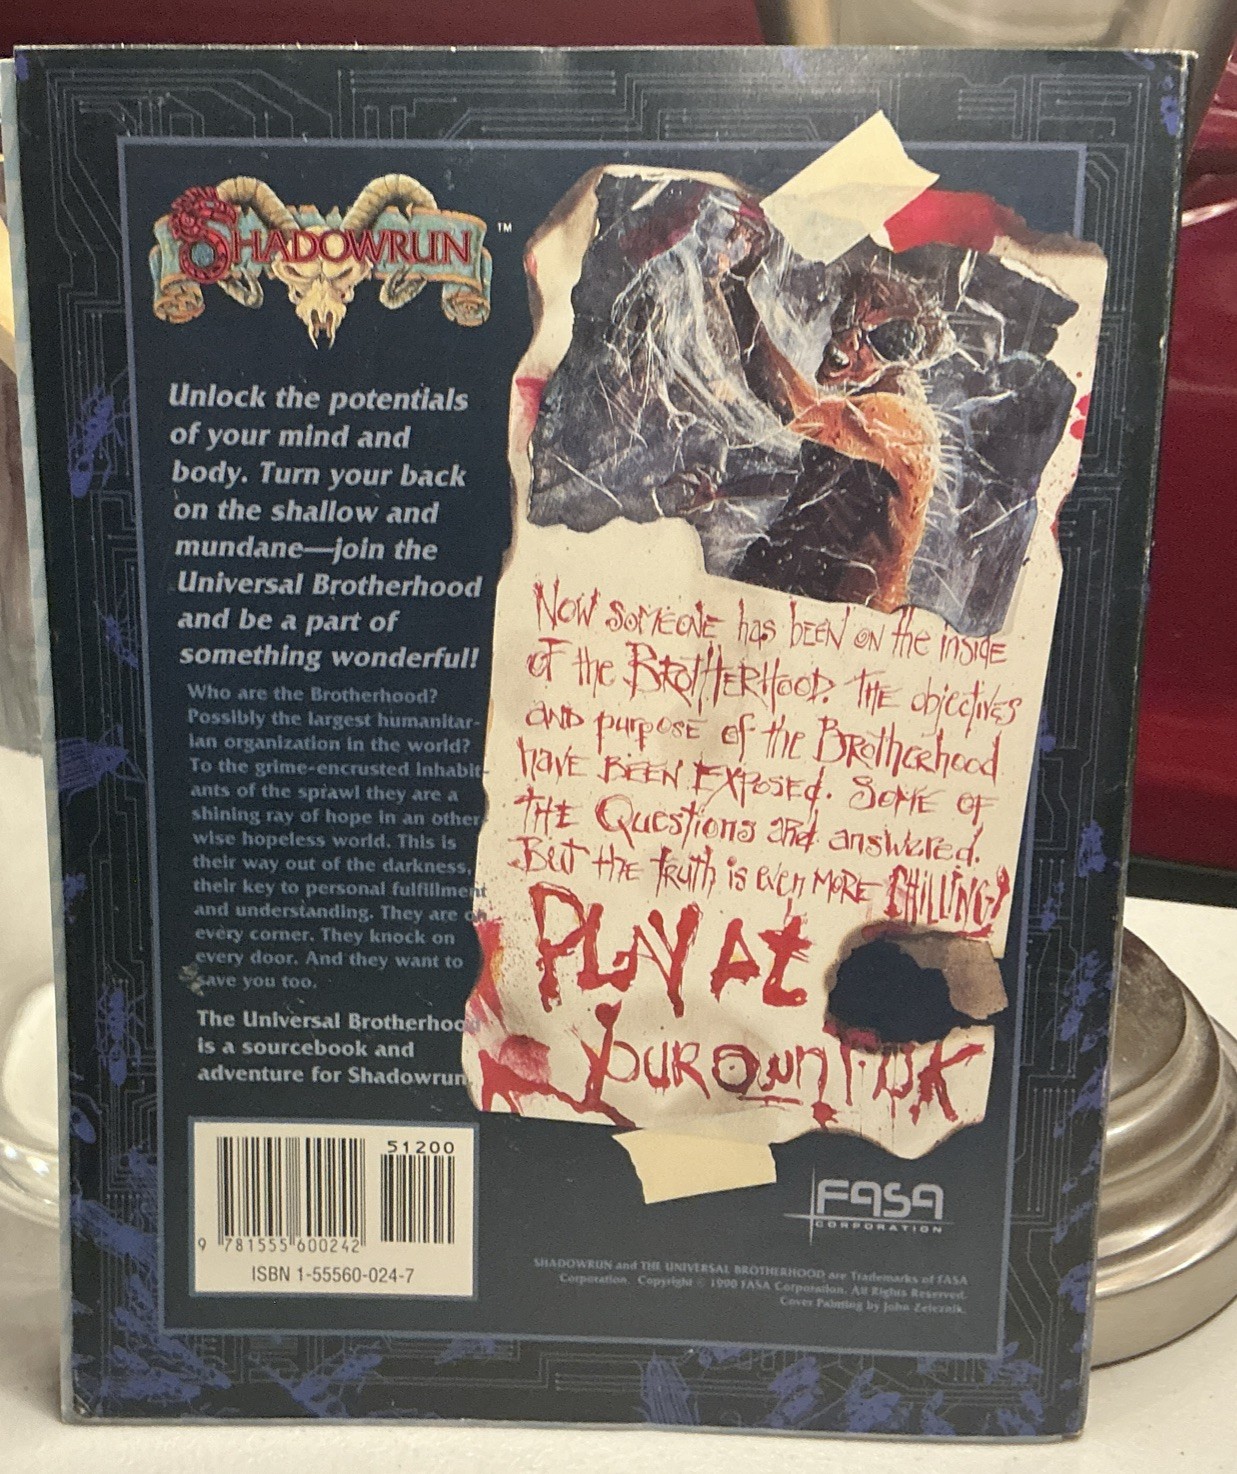 SHADOWRUN™
Unlock the potentials
of your mind and
body. Turn your back
on the shallow and
mundane—join the
Universal Brotherhood
and be a part of
something wonderful!
Who are the Brotherhood?
Possibly the largest humanitar-
ian organization in the world?
To the grime-encrusted inhabit-
ants of the sprawl they are a
shining ray of hope in an other-
wise hopeless world. This is
their way out of the darkness,
their key to personal fulfillment
and understanding. They are on
every corner. They knock on
every door. And they want to
save you too.
The Universal Brotherhoo
is a sourcebook and
adventure for Shadowrun
NOW SOMEONE has bEEN ON the insidE
of the BROTHERHOOD. THE objectivES
AND purposE of the BRotherhood
hAVE BEEN EXPOSEd. SOME OF
THE QuEstions and answered.
But thE truth is even MORE CHILLING!
PLAY At
YOUR OWN
51200
9 781555 600242
ISBN 1-55560-024-7
FASA
CORPORATION
SHADOWRUN and THE UNIVERSAL BROTHERHOOD are Trademarks of FASA
Corporation. Copyright © 1990 FASA Corporation. All Rights Reserved.
Cover Painting by John Zeleznik.